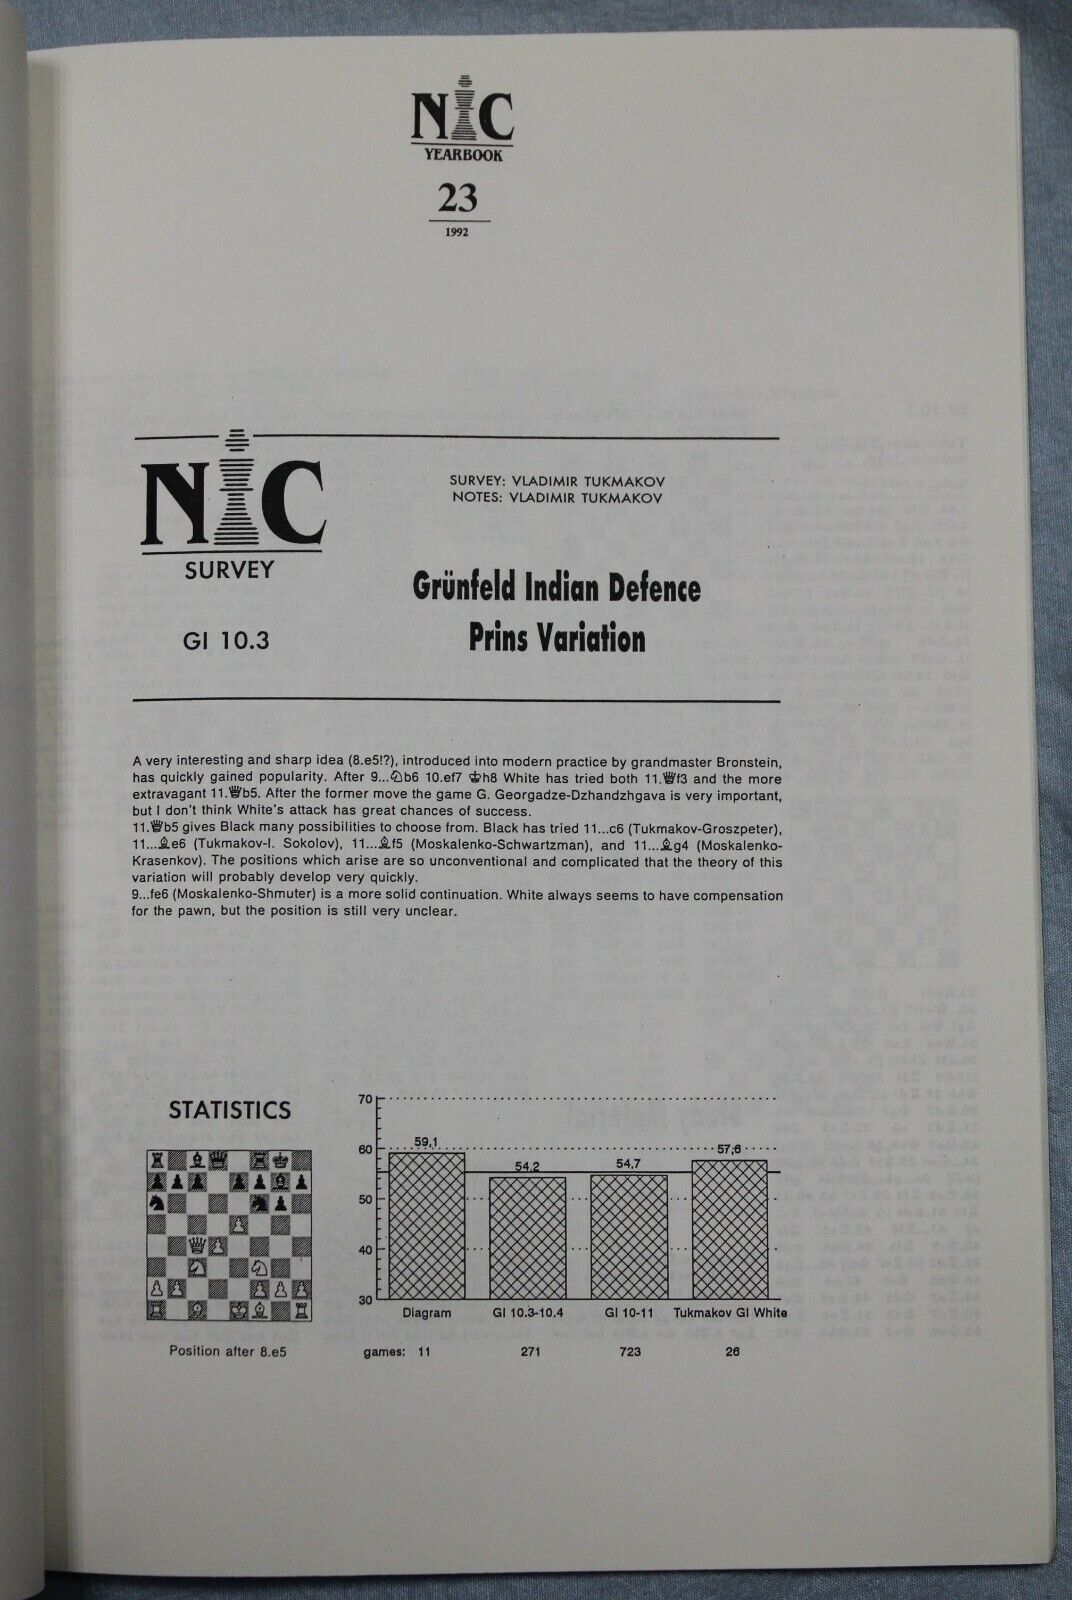 NIC
YEARBOOK
23
1992
NIC
SURVEY
GI 10.3
SURVEY: VLADIMIR TUKMAKOV
NOTES: VLADIMIR TUKMAKOV
Grünfeld Indian Defence
Prins Variation
A very interesting and sharp idea (8.e5!?), introduced into modern practice by grandmaster Bronstein,
has quickly gained popularity. After 9...♘b6 10.ef7 ♔h8 White has tried both 11.♕f3 and the more
extravagant 11.♕b5. After the former move the game G. Georgadze-Dzhandzhgava is very important,
but I don't think White's attack has great chances of success.
11.♕b5 gives Black many possibilities to choose from. Black has tried 11...c6 (Tukmakov-Groszpeter),
11...♗e6 (Tukmakov-I. Sokolov), 11...♗f5 (Moskalenko-Schwartzman), and 11...♗g4 (Moskalenko-
Krasenkov). The positions which arise are so unconventional and complicated that the theory of this
variation will probably develop very quickly.
9...fe6 (Moskalenko-Shmuter) is a more solid continuation. White always seems to have compensation
for the pawn, but the position is still very unclear.
STATISTICS
Position after 8.e5
70
60
50
40
30
59,1
54,2
54,7
57,6
Diagram GI 10.3-10.4 GI 10-11 Tukmakov GI White
games: 11 271 723 26